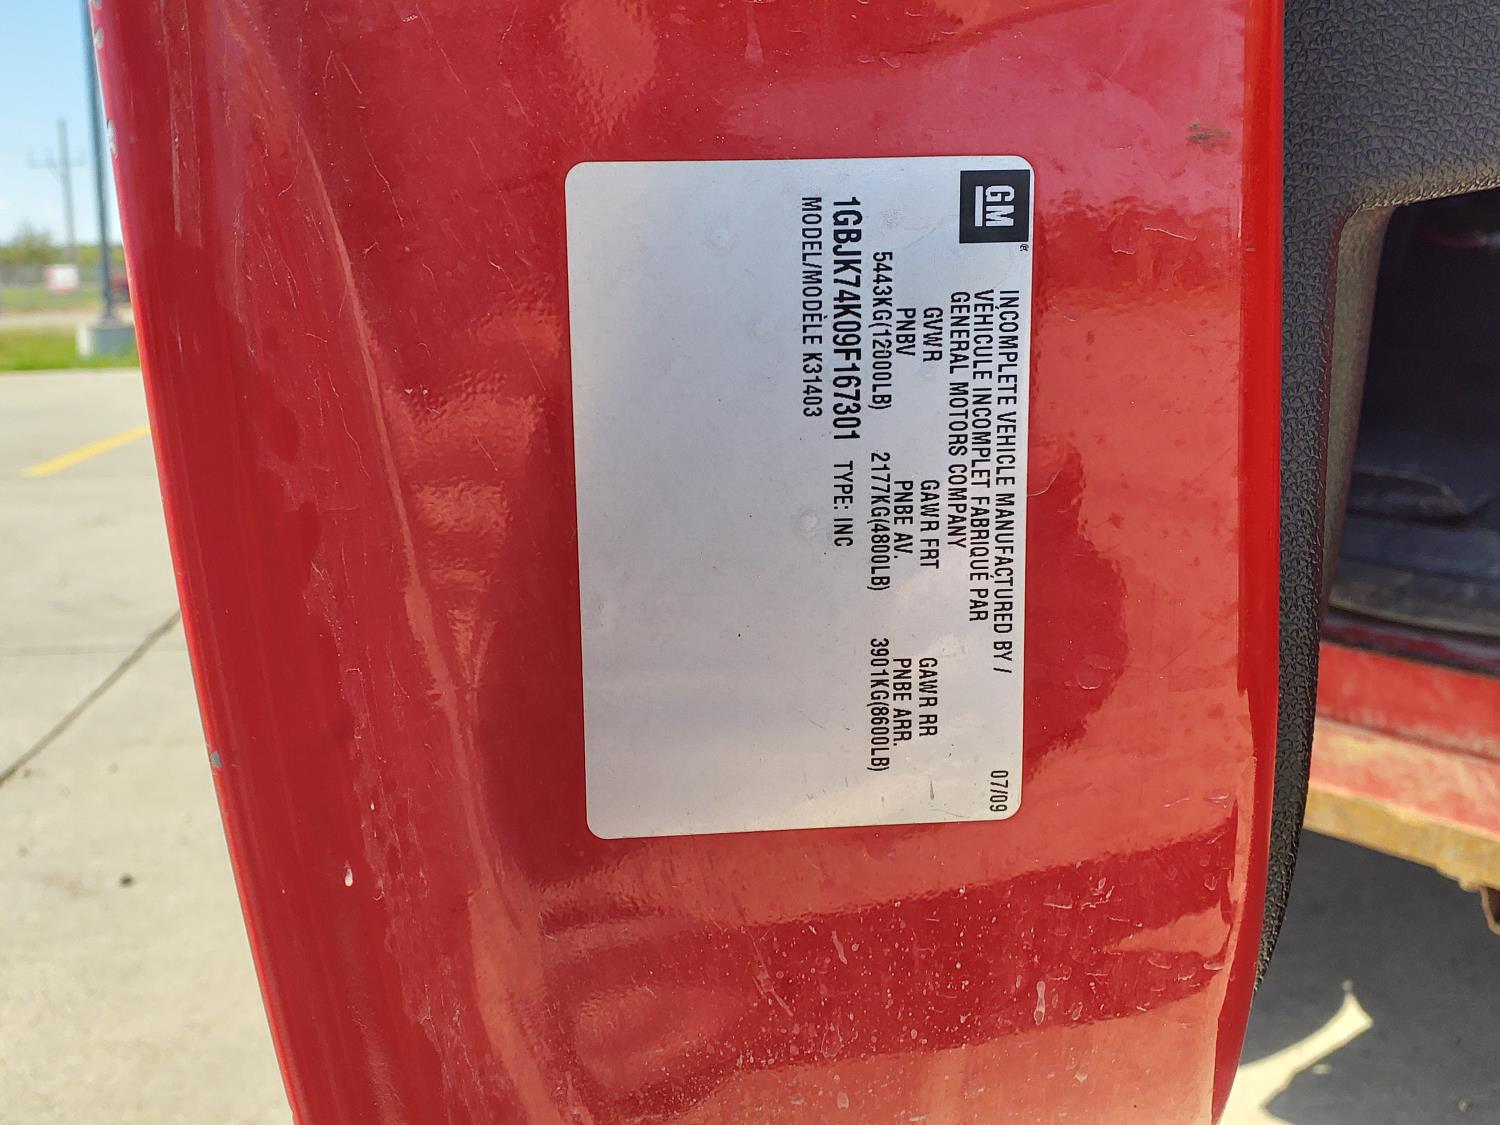 GM®
INCOMPLETE VEHICLE MANUFACTURED BY / 07/09
VÉHICULE INCOMPLET FABRIQUÉ PAR
GENERAL MOTORS COMPANY
GVWR GAWR FRT GAWR RR
PNBV PNBE AV. PNBE ARR.
5443KG(12000LB) 2177KG(4800LB) 3901KG(8600LB)
1GBJK74K09F167301 TYPE: INC
MODEL/MODÈLE K31403